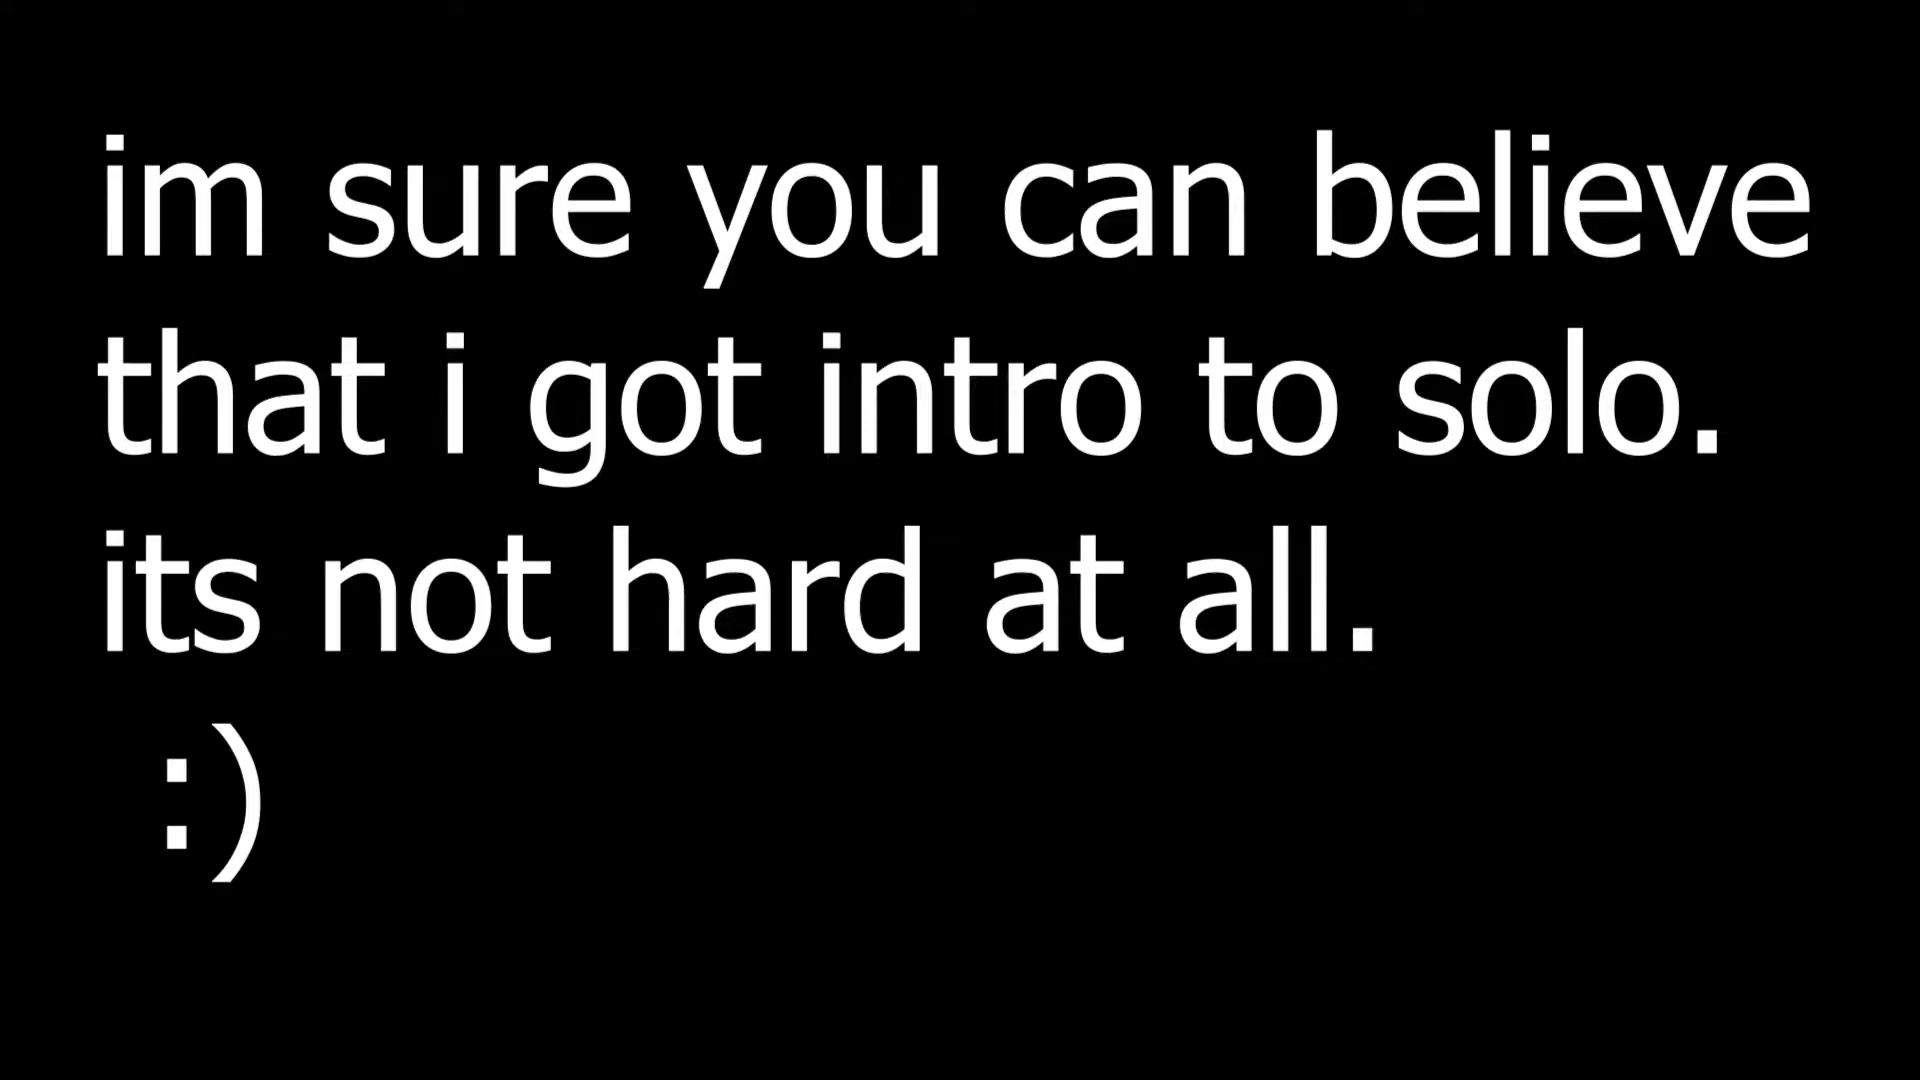 im sure you can believe
that i got intro to solo.
its not hard at all.
:)